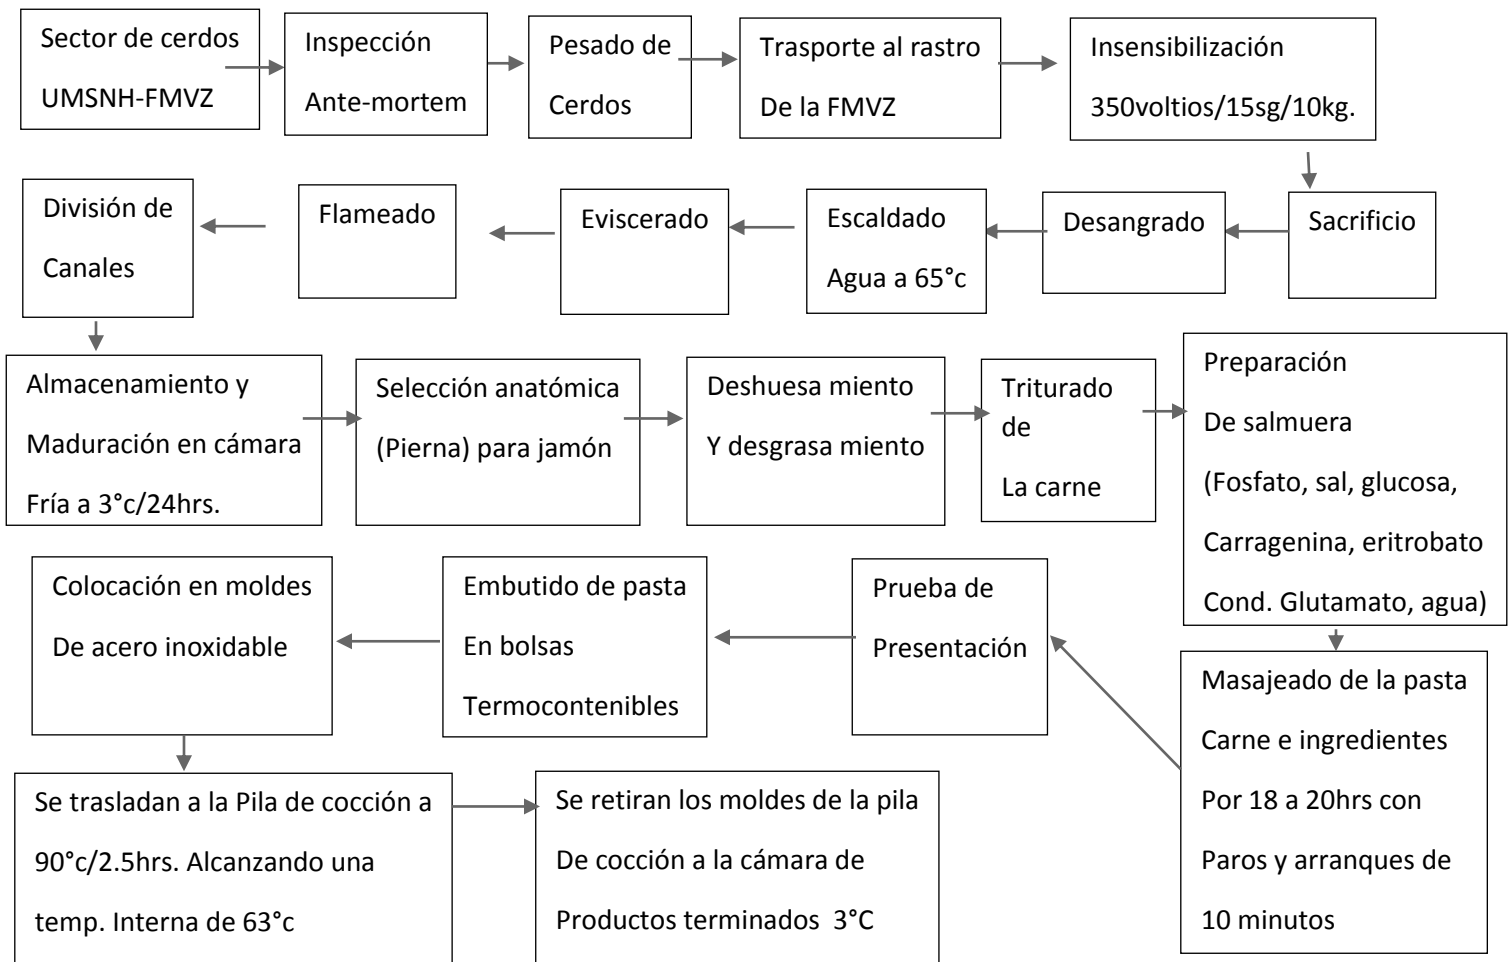 Sector de cerdos
UMSNH-FMVZ
Inspección
Ante-mortem
Pesado de
Cerdos
Trasporte al rastro
De la FMVZ
Insensibilización
350voltios/15sg/10kg.
Sacrificio
Desangrado
Escaldado
Agua a 65°c
Eviscerado
Flameado
División de
Canales
Almacenamiento y
Maduración en cámara
Fría a 3°c/24hrs.
Selección anatómica
(Pierna) para jamón
Deshuesa miento
Y desgrasa miento
Triturado
de
La carne
Preparación
De salmuera
(Fosfato, sal, glucosa,
Carragenina, eritrobato
Cond. Glutamato, agua)
Masajeado de la pasta
Carne e ingredientes
Por 18 a 20hrs con
Paros y arranques de
10 minutos
Prueba de
Presentación
Embutido de pasta
En bolsas
Termocontenibles
Colocación en moldes
De acero inoxidable
Se trasladan a la Pila de cocción a
90°c/2.5hrs. Alcanzando una
temp. Interna de 63°c
Se retiran los moldes de la pila
De cocción a la cámara de
Productos terminados 3°C